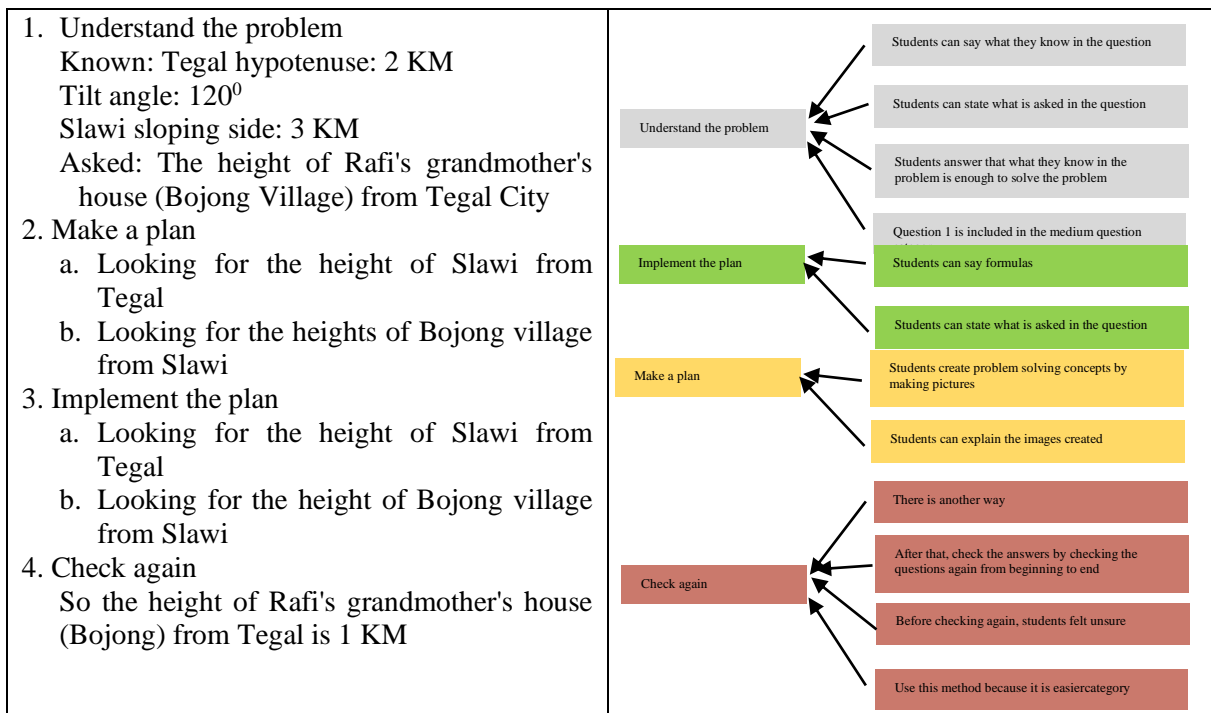 1. Understand the problem
Known: Tegal hypotenuse: 2 KM
Tilt angle: 120⁰
Slawi sloping side: 3 KM
Asked: The height of Rafi's grandmother's
house (Bojong Village) from Tegal City
2. Make a plan
a. Looking for the height of Slawi from
Tegal
b. Looking for the heights of Bojong village
from Slawi
3. Implement the plan
a. Looking for the height of Slawi from
Tegal
b. Looking for the height of Bojong village
from Slawi
4. Check again
So the height of Rafi's grandmother's house
(Bojong) from Tegal is 1 KM
Understand the problem
Students can say what they know in the question
Students can state what is asked in the question
Students answer that what they know in the
problem is enough to solve the problem
Question 1 is included in the medium question
Implement the plan
Students can say formulas
Students can state what is asked in the question
Make a plan
Students create problem solving concepts by
making pictures
Students can explain the images created
Check again
There is another way
After that, check the answers by checking the
questions again from beginning to end
Before checking again, students felt unsure
Use this method because it is easiercategory